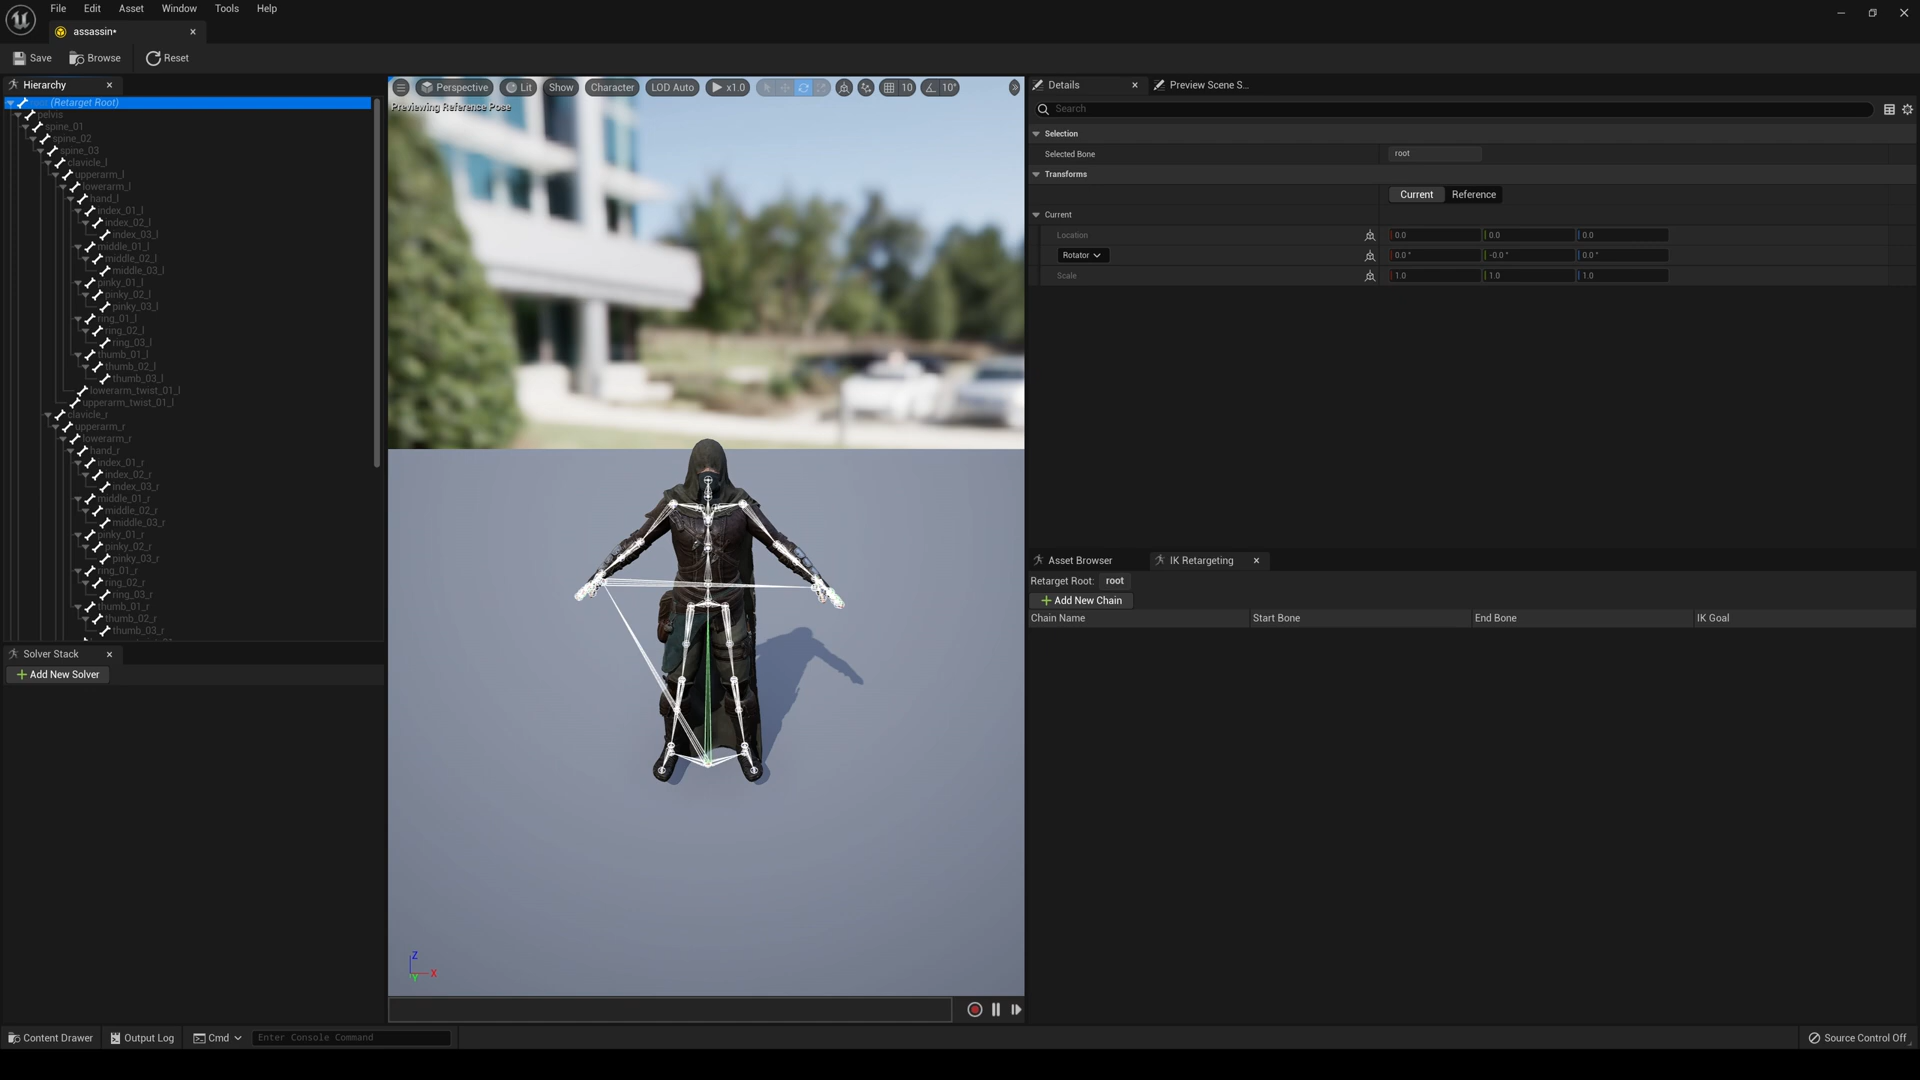 File Edit Asset Window Tools Help
assassin*
Save Browse Reset
Hierarchy
(Retarget Root)
pelvis
spine_01
spine_02
spine_03
clavicle_l
upperarm_l
lowerarm_l
hand_l
index_01_l
index_02_l
index_03_l
middle_01_l
middle_02_l
middle_03_l
pinky_01_l
pinky_02_l
pinky_03_l
ring_01_l
ring_02_l
ring_03_l
thumb_01_l
thumb_02_l
thumb_03_l
lowerarm_twist_01_l
upperarm_twist_01_l
clavicle_r
upperarm_r
lowerarm_r
hand_r
index_01_r
index_02_r
index_03_r
middle_01_r
middle_02_r
middle_03_r
pinky_01_r
pinky_02_r
pinky_03_r
ring_01_r
ring_02_r
ring_03_r
thumb_01_r
thumb_02_r
thumb_03_r
Solver Stack
Add New Solver
Perspective Lit Show Character LOD Auto x1.0 10 10°
Previewing Reference Pose
Z
X
Y
Details Preview Scene S...
Search
Selection
Selected Bone root
Transforms
Current Reference
Current
Location 0.0 0.0 0.0
Rotator 0.0 ° -0.0 ° 0.0 °
Scale 1.0 1.0 1.0
Asset Browser IK Retargeting
Retarget Root: root
Add New Chain
Chain Name Start Bone End Bone IK Goal
Content Drawer Output Log Cmd Enter Console Command Source Control Off